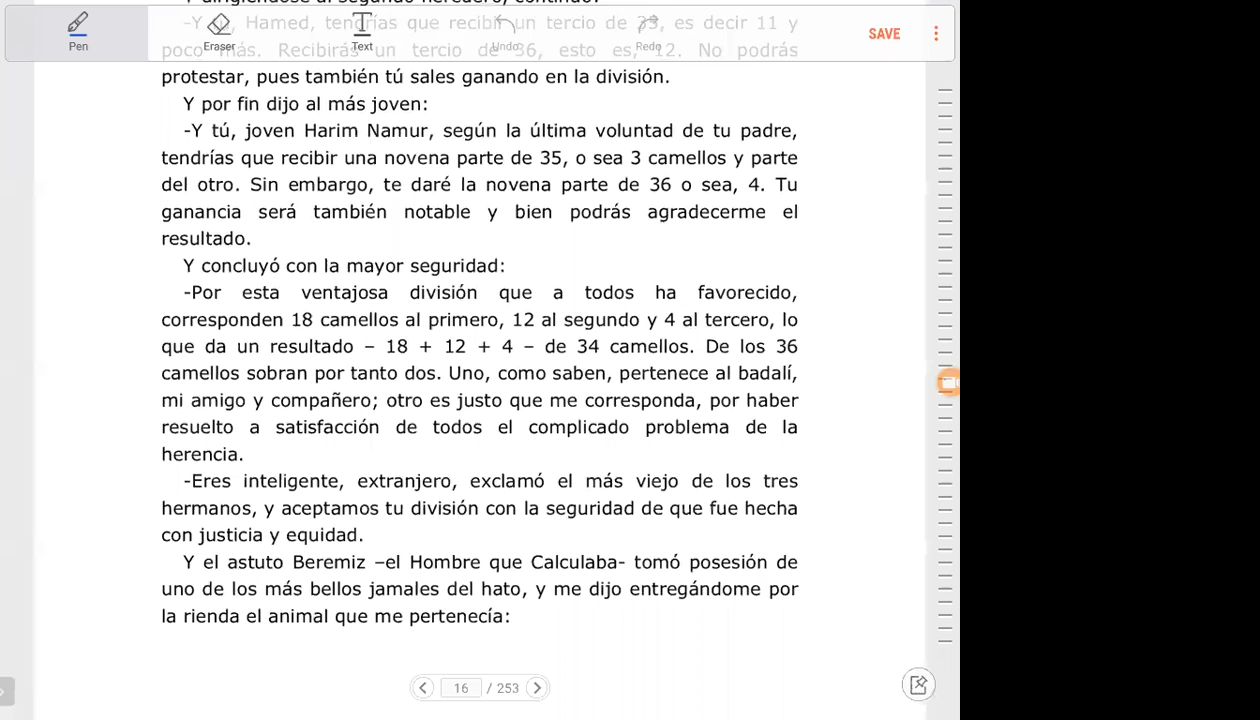 Y dirigiéndose al segundo heredero, continuó:
-Y tú, Hamed, tendrías que recibir un tercio de 35, es decir 11 y
poco más. Recibirás un tercio de 36, esto es, 12. No podrás
Pen
Eraser
Text
Undo
Redo
SAVE
protestar, pues también tú sales ganando en la división.
Y por fin dijo al más joven:
-Y tú, joven Harim Namur, según la última voluntad de tu padre,
tendrías que recibir una novena parte de 35, o sea 3 camellos y parte
del otro. Sin embargo, te daré la novena parte de 36 o sea, 4. Tu
ganancia será también notable y bien podrás agradecerme el
resultado.
Y concluyó con la mayor seguridad:
-Por esta ventajosa división que a todos ha favorecido,
corresponden 18 camellos al primero, 12 al segundo y 4 al tercero, lo
que da un resultado – 18 + 12 + 4 – de 34 camellos. De los 36
camellos sobran por tanto dos. Uno, como saben, pertenece al badalí,
mi amigo y compañero; otro es justo que me corresponda, por haber
resuelto a satisfacción de todos el complicado problema de la
herencia.
-Eres inteligente, extranjero, exclamó el más viejo de los tres
hermanos, y aceptamos tu división con la seguridad de que fue hecha
con justicia y equidad.
Y el astuto Beremiz –el Hombre que Calculaba- tomó posesión de
uno de los más bellos jamales del hato, y me dijo entregándome por
la rienda el animal que me pertenecía:
16 / 253